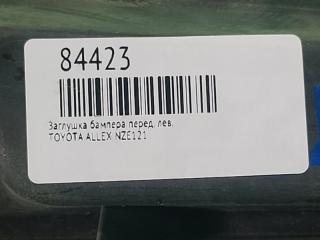 84423
Заглушка бампера перед. лев.
TOYOTA ALLEX NZE121